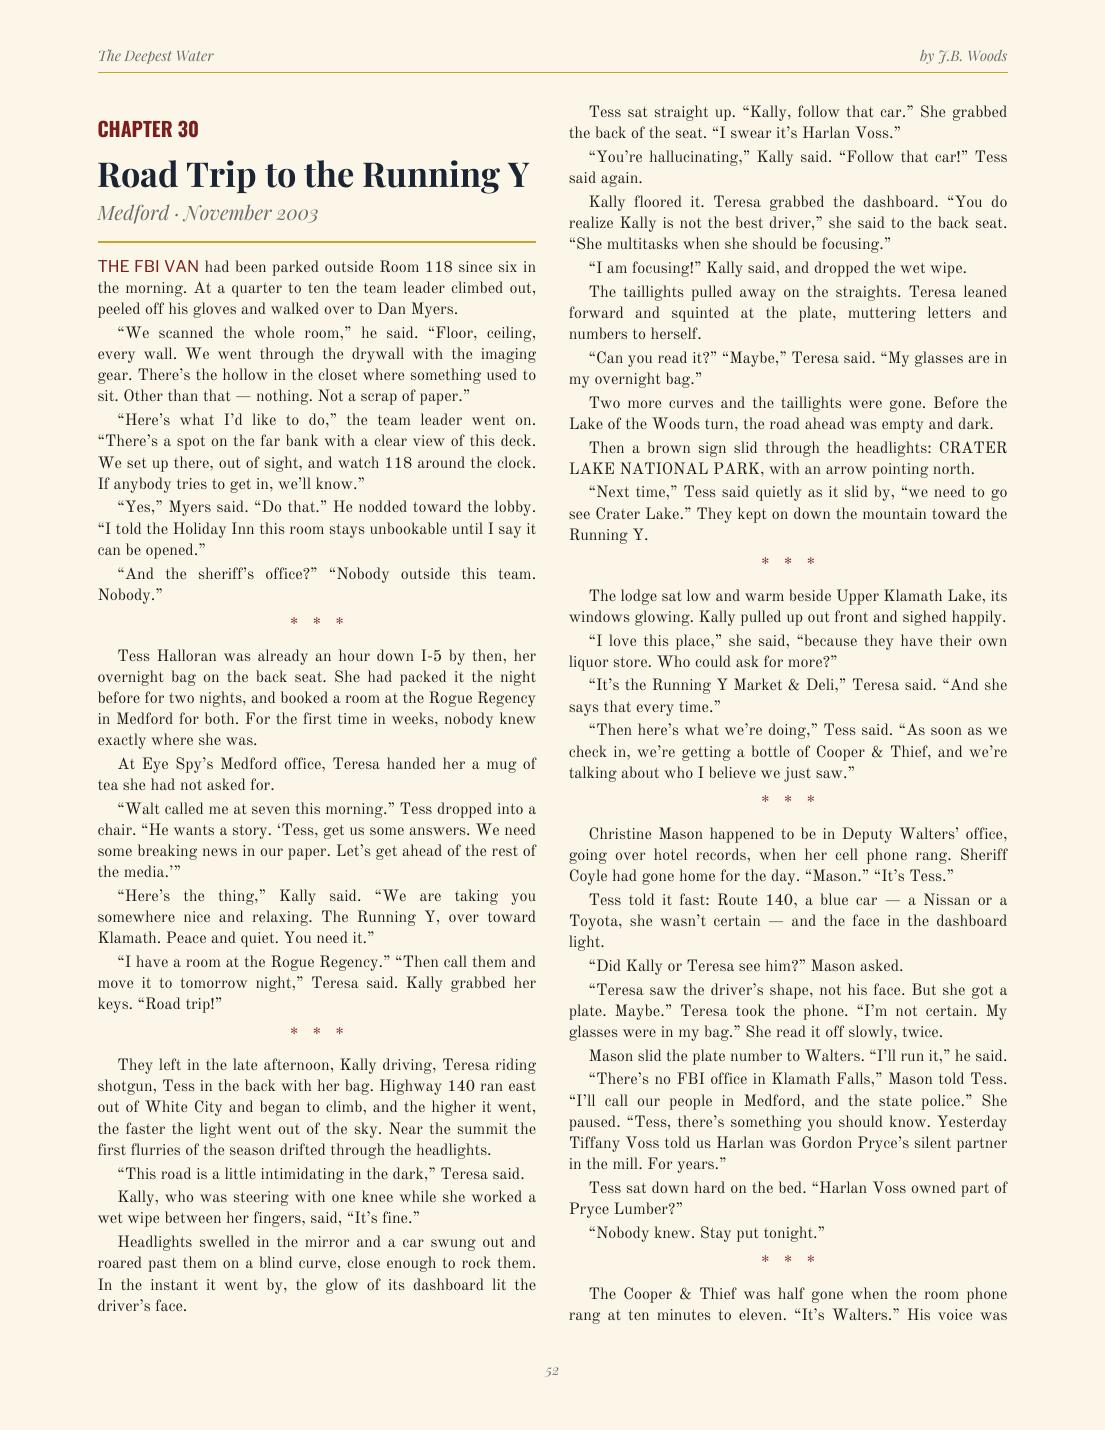 The Deepest Water
by J.B. Woods
CHAPTER 30
Road Trip to the Running Y
Medford · November 2003
THE FBI VAN had been parked outside Room 118 since six in
the morning. At a quarter to ten the team leader climbed out,
peeled off his gloves and walked over to Dan Myers.
“We scanned the whole room,” he said. “Floor, ceiling,
every wall. We went through the drywall with the imaging
gear. There’s the hollow in the closet where something used to
sit. Other than that — nothing. Not a scrap of paper.”
“Here’s what I’d like to do,” the team leader went on.
“There’s a spot on the far bank with a clear view of this deck.
We set up there, out of sight, and watch 118 around the clock.
If anybody tries to get in, we’ll know.”
“Yes,” Myers said. “Do that.” He nodded toward the lobby.
“I told the Holiday Inn this room stays unbookable until I say it
can be opened.”
“And the sheriff’s office?” “Nobody outside this team.
Nobody.”
* * *
Tess Halloran was already an hour down I-5 by then, her
overnight bag on the back seat. She had packed it the night
before for two nights, and booked a room at the Rogue Regency
in Medford for both. For the first time in weeks, nobody knew
exactly where she was.
At Eye Spy’s Medford office, Teresa handed her a mug of
tea she had not asked for.
“Walt called me at seven this morning.” Tess dropped into a
chair. “He wants a story. ‘Tess, get us some answers. We need
some breaking news in our paper. Let’s get ahead of the rest of
the media.’”
“Here’s the thing,” Kally said. “We are taking you
somewhere nice and relaxing. The Running Y, over toward
Klamath. Peace and quiet. You need it.”
“I have a room at the Rogue Regency.” “Then call them and
move it to tomorrow night,” Teresa said. Kally grabbed her
keys. “Road trip!”
* * *
They left in the late afternoon, Kally driving, Teresa riding
shotgun, Tess in the back with her bag. Highway 140 ran east
out of White City and began to climb, and the higher it went,
the faster the light went out of the sky. Near the summit the
first flurries of the season drifted through the headlights.
“This road is a little intimidating in the dark,” Teresa said.
Kally, who was steering with one knee while she worked a
wet wipe between her fingers, said, “It’s fine.”
Headlights swelled in the mirror and a car swung out and
roared past them on a blind curve, close enough to rock them.
In the instant it went by, the glow of its dashboard lit the
driver’s face.
Tess sat straight up. “Kally, follow that car.” She grabbed
the back of the seat. “I swear it’s Harlan Voss.”
“You’re hallucinating,” Kally said. “Follow that car!” Tess
said again.
Kally floored it. Teresa grabbed the dashboard. “You do
realize Kally is not the best driver,” she said to the back seat.
“She multitasks when she should be focusing.”
“I am focusing!” Kally said, and dropped the wet wipe.
The taillights pulled away on the straights. Teresa leaned
forward and squinted at the plate, muttering letters and
numbers to herself.
“Can you read it?” “Maybe,” Teresa said. “My glasses are in
my overnight bag.”
Two more curves and the taillights were gone. Before the
Lake of the Woods turn, the road ahead was empty and dark.
Then a brown sign slid through the headlights: CRATER
LAKE NATIONAL PARK, with an arrow pointing north.
“Next time,” Tess said quietly as it slid by, “we need to go
see Crater Lake.” They kept on down the mountain toward the
Running Y.
* * *
The lodge sat low and warm beside Upper Klamath Lake, its
windows glowing. Kally pulled up out front and sighed happily.
“I love this place,” she said, “because they have their own
liquor store. Who could ask for more?”
“It’s the Running Y Market & Deli,” Teresa said. “And she
says that every time.”
“Then here’s what we’re doing,” Tess said. “As soon as we
check in, we’re getting a bottle of Cooper & Thief, and we’re
talking about who I believe we just saw.”
* * *
Christine Mason happened to be in Deputy Walters’ office,
going over hotel records, when her cell phone rang. Sheriff
Coyle had gone home for the day. “Mason.” “It’s Tess.”
Tess told it fast: Route 140, a blue car — a Nissan or a
Toyota, she wasn’t certain — and the face in the dashboard
light.
“Did Kally or Teresa see him?” Mason asked.
“Teresa saw the driver’s shape, not his face. But she got a
plate. Maybe.” Teresa took the phone. “I’m not certain. My
glasses were in my bag.” She read it off slowly, twice.
Mason slid the plate number to Walters. “I’ll run it,” he said.
“There’s no FBI office in Klamath Falls,” Mason told Tess.
“I’ll call our people in Medford, and the state police.” She
paused. “Tess, there’s something you should know. Yesterday
Tiffany Voss told us Harlan was Gordon Pryce’s silent partner
in the mill. For years.”
Tess sat down hard on the bed. “Harlan Voss owned part of
Pryce Lumber?”
“Nobody knew. Stay put tonight.”
* * *
The Cooper & Thief was half gone when the room phone
rang at ten minutes to eleven. “It’s Walters.” His voice was
52